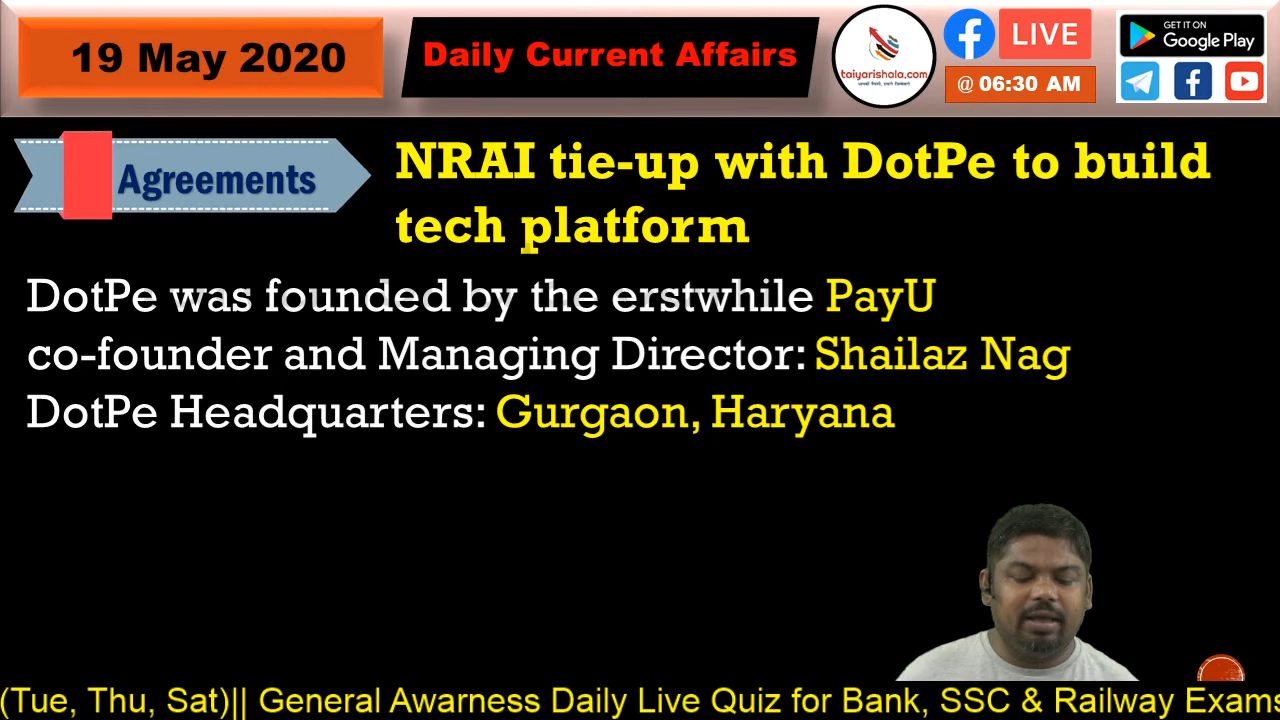 19 May 2020
Daily Current Affairs
taiyarishala.com
LIVE
@ 06:30 AM
GET IT ON
Google Play
Agreements
NRAI tie-up with DotPe to build
tech platform
DotPe was founded by the erstwhile PayU
co-founder and Managing Director: Shailaz Nag
DotPe Headquarters: Gurgaon, Haryana
(Tue, Thu, Sat)|| General Awarness Daily Live Quiz for Bank, SSC & Railway Exams